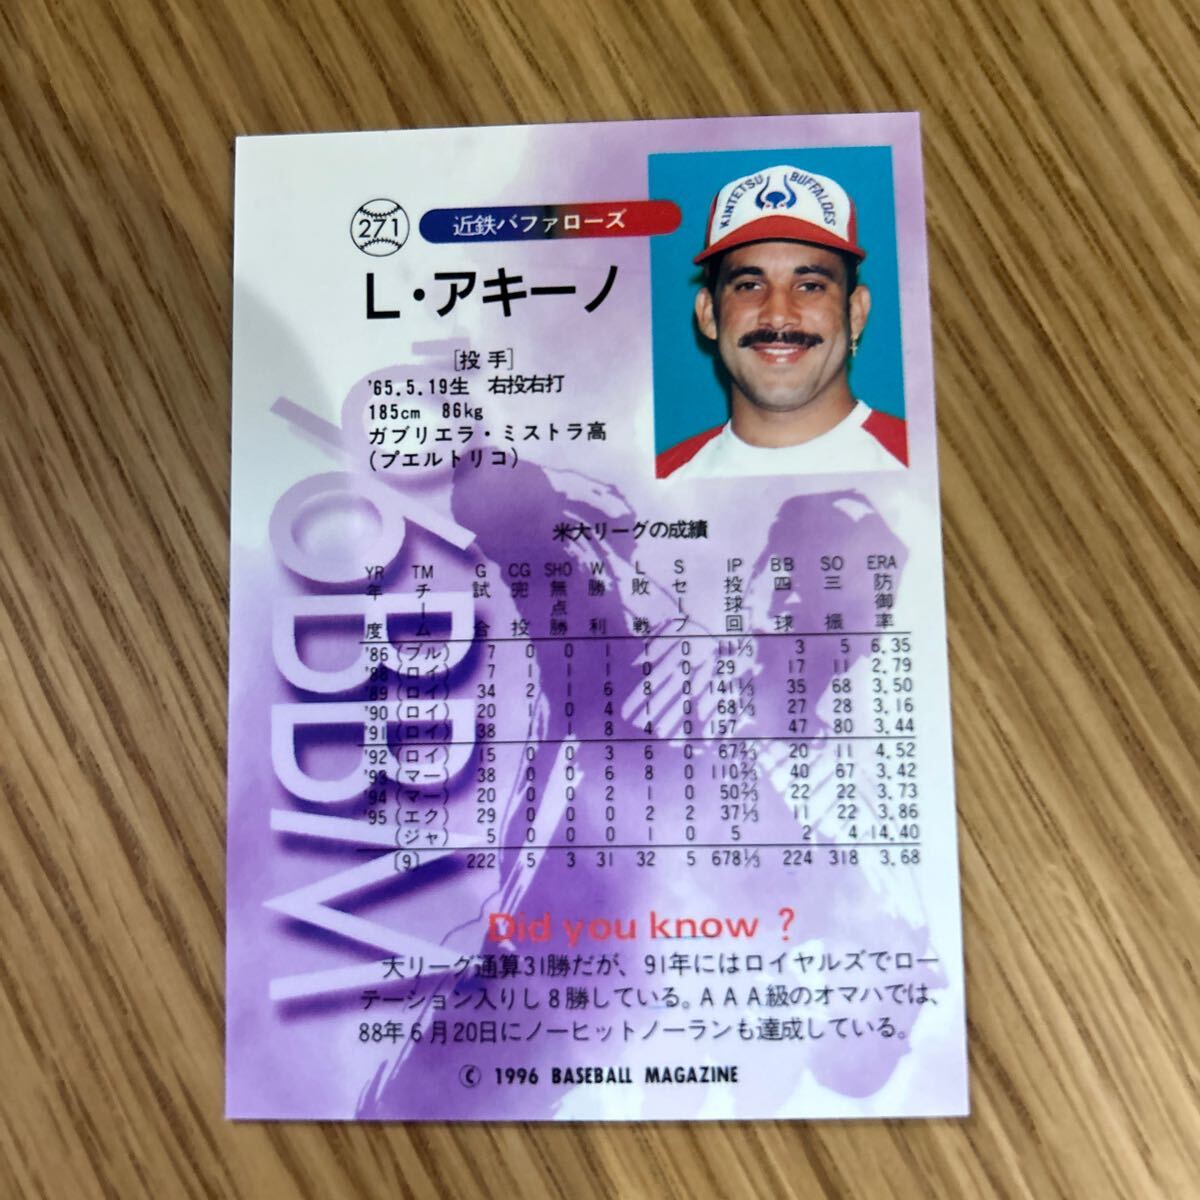 271
近鉄バファローズ
KINTETSU BUFFALOES
L・アキーノ
[投手]
'65.5.19生 右投右打
185cm 86kg
ガブリエラ・ミストラ高
(プエルトリコ)
'96BBM
米大リーグの成績
YR TM G CG SHO W L S IP BB SO ERA
年度 チーム 試合 完投 無点勝 勝利 敗戦 セーブ 投球回 四球 三振 防御率
'86 (ブル) 7 0 0 1 1 0 11⅓ 3 5 6.35
'88 (ロイ) 7 1 1 1 0 0 29 17 11 2.79
'89 (ロイ) 34 2 1 6 8 0 141⅓ 35 68 3.50
'90 (ロイ) 20 1 0 4 1 0 68⅓ 27 28 3.16
'91 (ロイ) 38 1 8 4 0 157 47 80 3.44
'92 (ロイ) 15 0 0 3 6 0 67⅔ 20 11 4.52
'93 (マー) 38 0 0 6 8 0 110⅔ 40 67 3.42
'94 (マー) 20 0 0 2 1 0 50⅔ 22 22 3.73
'95 (エク) 29 0 0 0 2 2 37⅓ 11 22 3.86
(ジャ) 5 0 0 0 1 0 5 2 4 14.40
(9) 222 5 3 31 32 5 678⅓ 224 318 3.68
Did you know ?
大リーグ通算31勝だが、91年にはロイヤルズでロー
テーション入りし8勝している。AAA級のオマハでは、
88年6月20日にノーヒットノーランも達成している。
© 1996 BASEBALL MAGAZINE